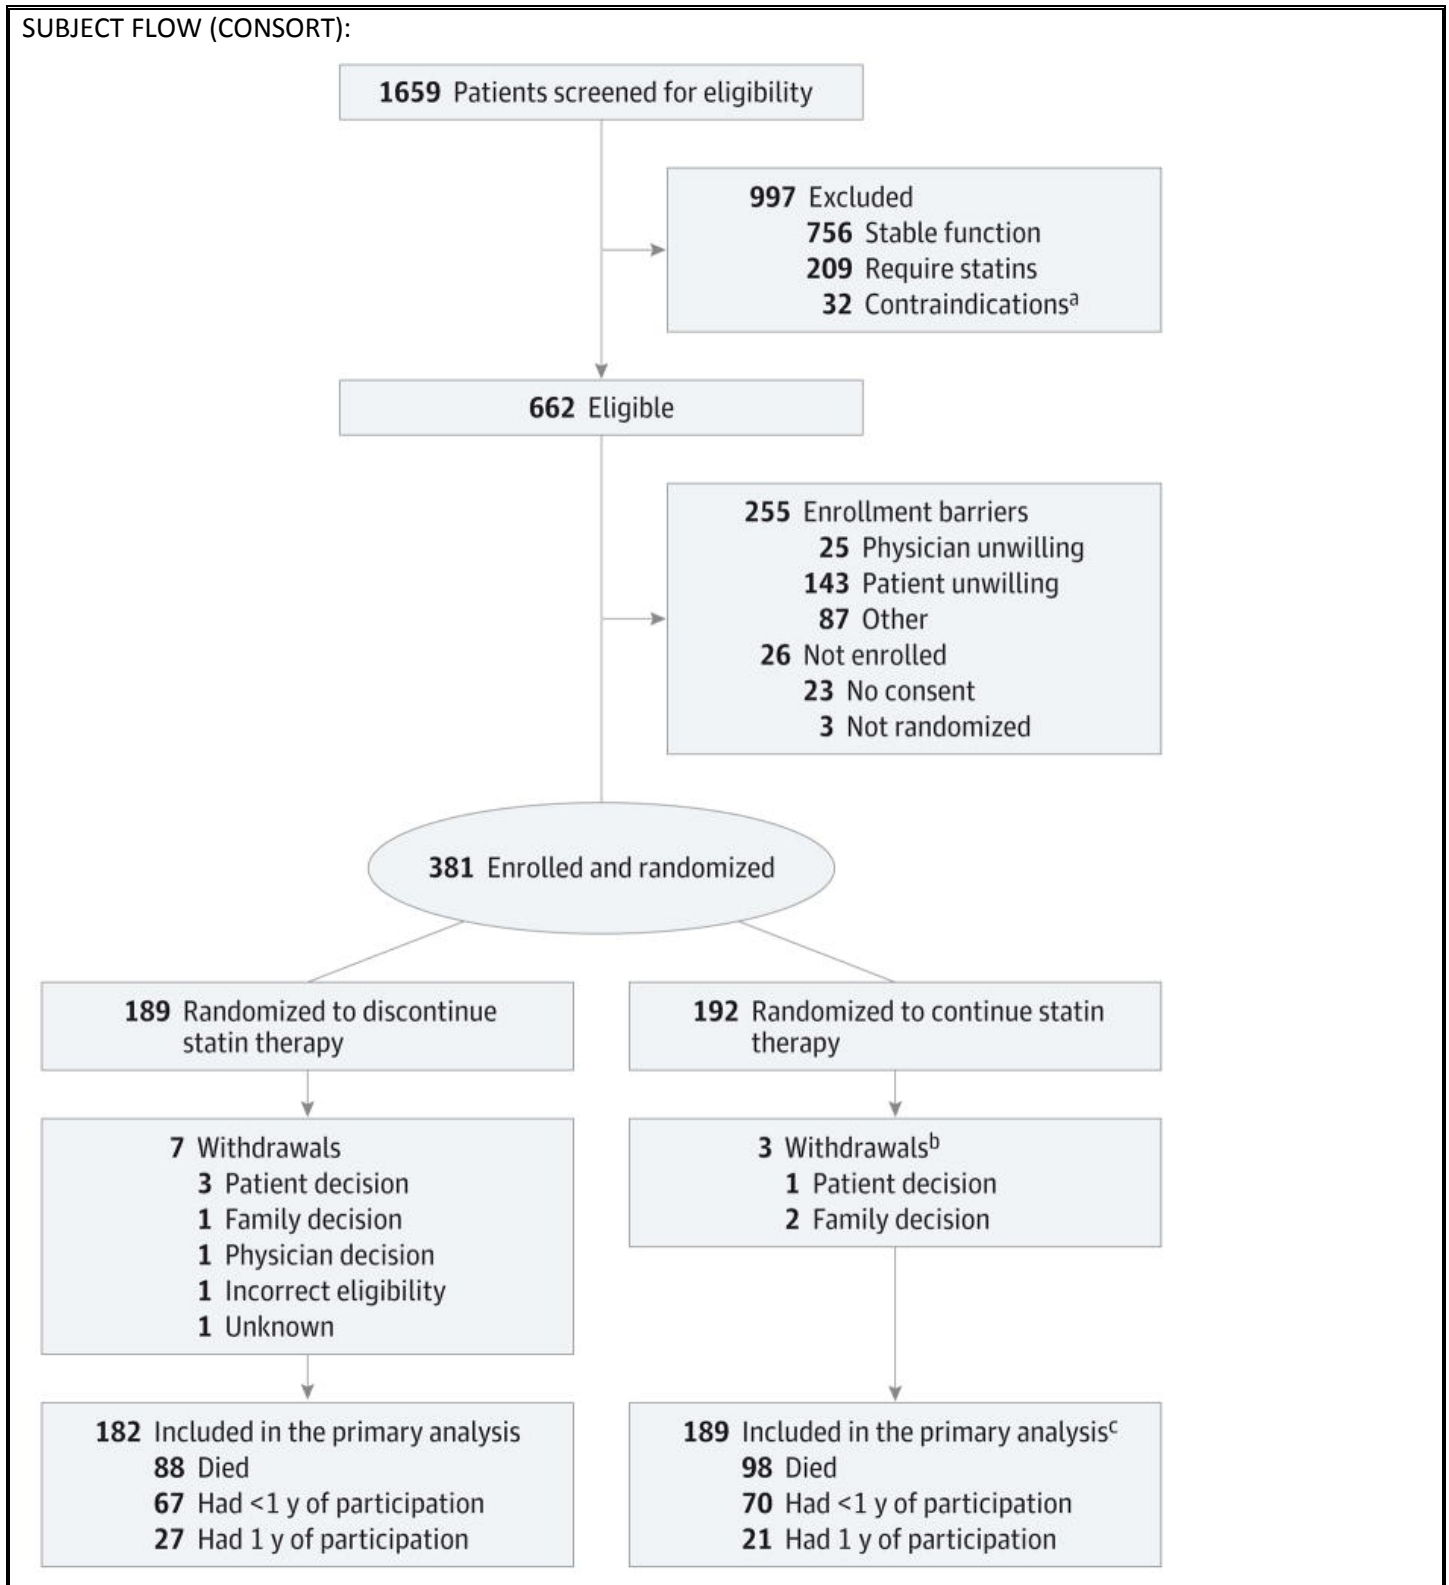 SUBJECT FLOW (CONSORT):
1659 Patients screened for eligibility
997 Excluded
756 Stable function
209 Require statins
32 Contraindicationsᵃ
662 Eligible
255 Enrollment barriers
25 Physician unwilling
143 Patient unwilling
87 Other
26 Not enrolled
23 No consent
3 Not randomized
381 Enrolled and randomized
189 Randomized to discontinue
statin therapy
192 Randomized to continue statin
therapy
7 Withdrawals
3 Patient decision
1 Family decision
1 Physician decision
1 Incorrect eligibility
1 Unknown
3 Withdrawalsᵇ
1 Patient decision
2 Family decision
182 Included in the primary analysis
88 Died
67 Had <1 y of participation
27 Had 1 y of participation
189 Included in the primary analysisᶜ
98 Died
70 Had <1 y of participation
21 Had 1 y of participation